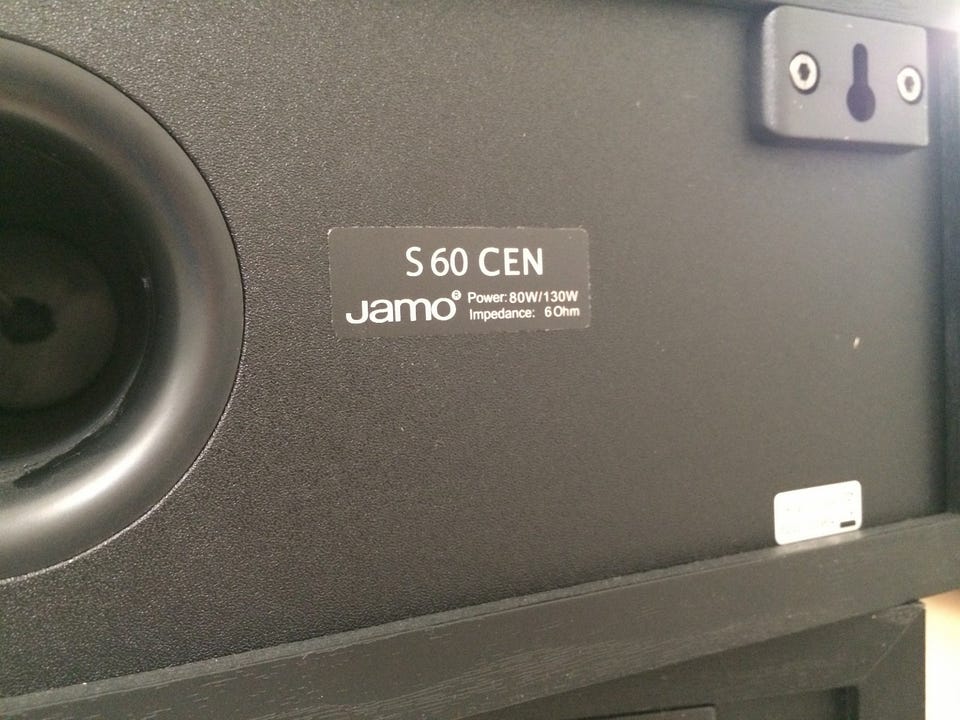 S 60 CEN
Jamo® Power: 80W/130W
Impedance: 6 Ohm